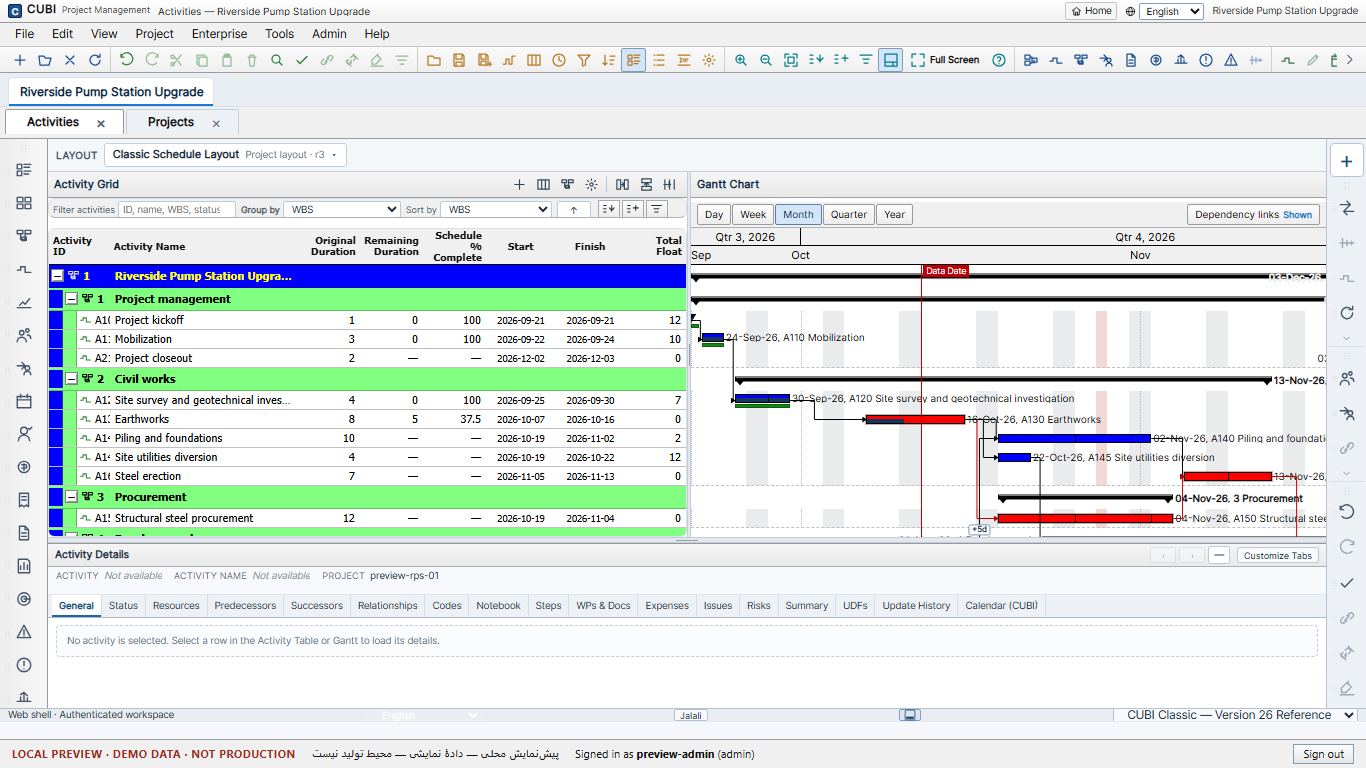 CUBI Project Management Activities — Riverside Pump Station Upgrade Home English Riverside Pump Station Upgrade
File Edit View Project Enterprise Tools Admin Help
Full Screen
Riverside Pump Station Upgrade
Activities × Projects ×
LAYOUT Classic Schedule Layout Project layout · r3
Activity Grid
Filter activities ID, name, WBS, status Group by WBS Sort by WBS
Activity ID Activity Name Original Duration Remaining Duration Schedule % Complete Start Finish Total Float
1 Riverside Pump Station Upgra...
1 Project management
A10 Project kickoff 1 0 100 2026-09-21 2026-09-21 12
A11 Mobilization 3 0 100 2026-09-22 2026-09-24 10
A21 Project closeout 2 — — 2026-12-02 2026-12-03 0
2 Civil works
A12 Site survey and geotechnical inves... 4 0 100 2026-09-25 2026-09-30 7
A13 Earthworks 8 5 37.5 2026-10-07 2026-10-16 0
A14 Piling and foundations 10 — — 2026-10-19 2026-11-02 2
A14 Site utilities diversion 4 — — 2026-10-19 2026-10-22 12
A16 Steel erection 7 — — 2026-11-05 2026-11-13 0
3 Procurement
A15 Structural steel procurement 12 — — 2026-10-19 2026-11-04 0
Gantt Chart
Day Week Month Quarter Year Dependency links Shown
Qtr 3, 2026 Qtr 4, 2026
Sep Oct Nov
Data Date
03-Dec-26
24-Sep-26, A110 Mobilization
03
13-Nov-26,
30-Sep-26, A120 Site survey and geotechnical investigation
16-Oct-26, A130 Earthworks
02-Nov-26, A140 Piling and foundati
22-Oct-26, A145 Site utilities diversion
13-Nov-26,
04-Nov-26, 3 Procurement
04-Nov-26, A150 Structural stee
+5d
Activity Details
Customize Tabs
ACTIVITY Not available ACTIVITY NAME Not available PROJECT preview-rps-01
General Status Resources Predecessors Successors Relationships Codes Notebook Steps WPs & Docs Expenses Issues Risks Summary UDFs Update History Calendar (CUBI)
No activity is selected. Select a row in the Activity Table or Gantt to load its details.
Web shell · Authenticated workspace English Jalali CUBI Classic — Version 26 Reference
LOCAL PREVIEW · DEMO DATA · NOT PRODUCTION پیش‌نمایش محلی — دادهٔ نمایشی — محیط تولید نیست Signed in as preview-admin (admin) Sign out